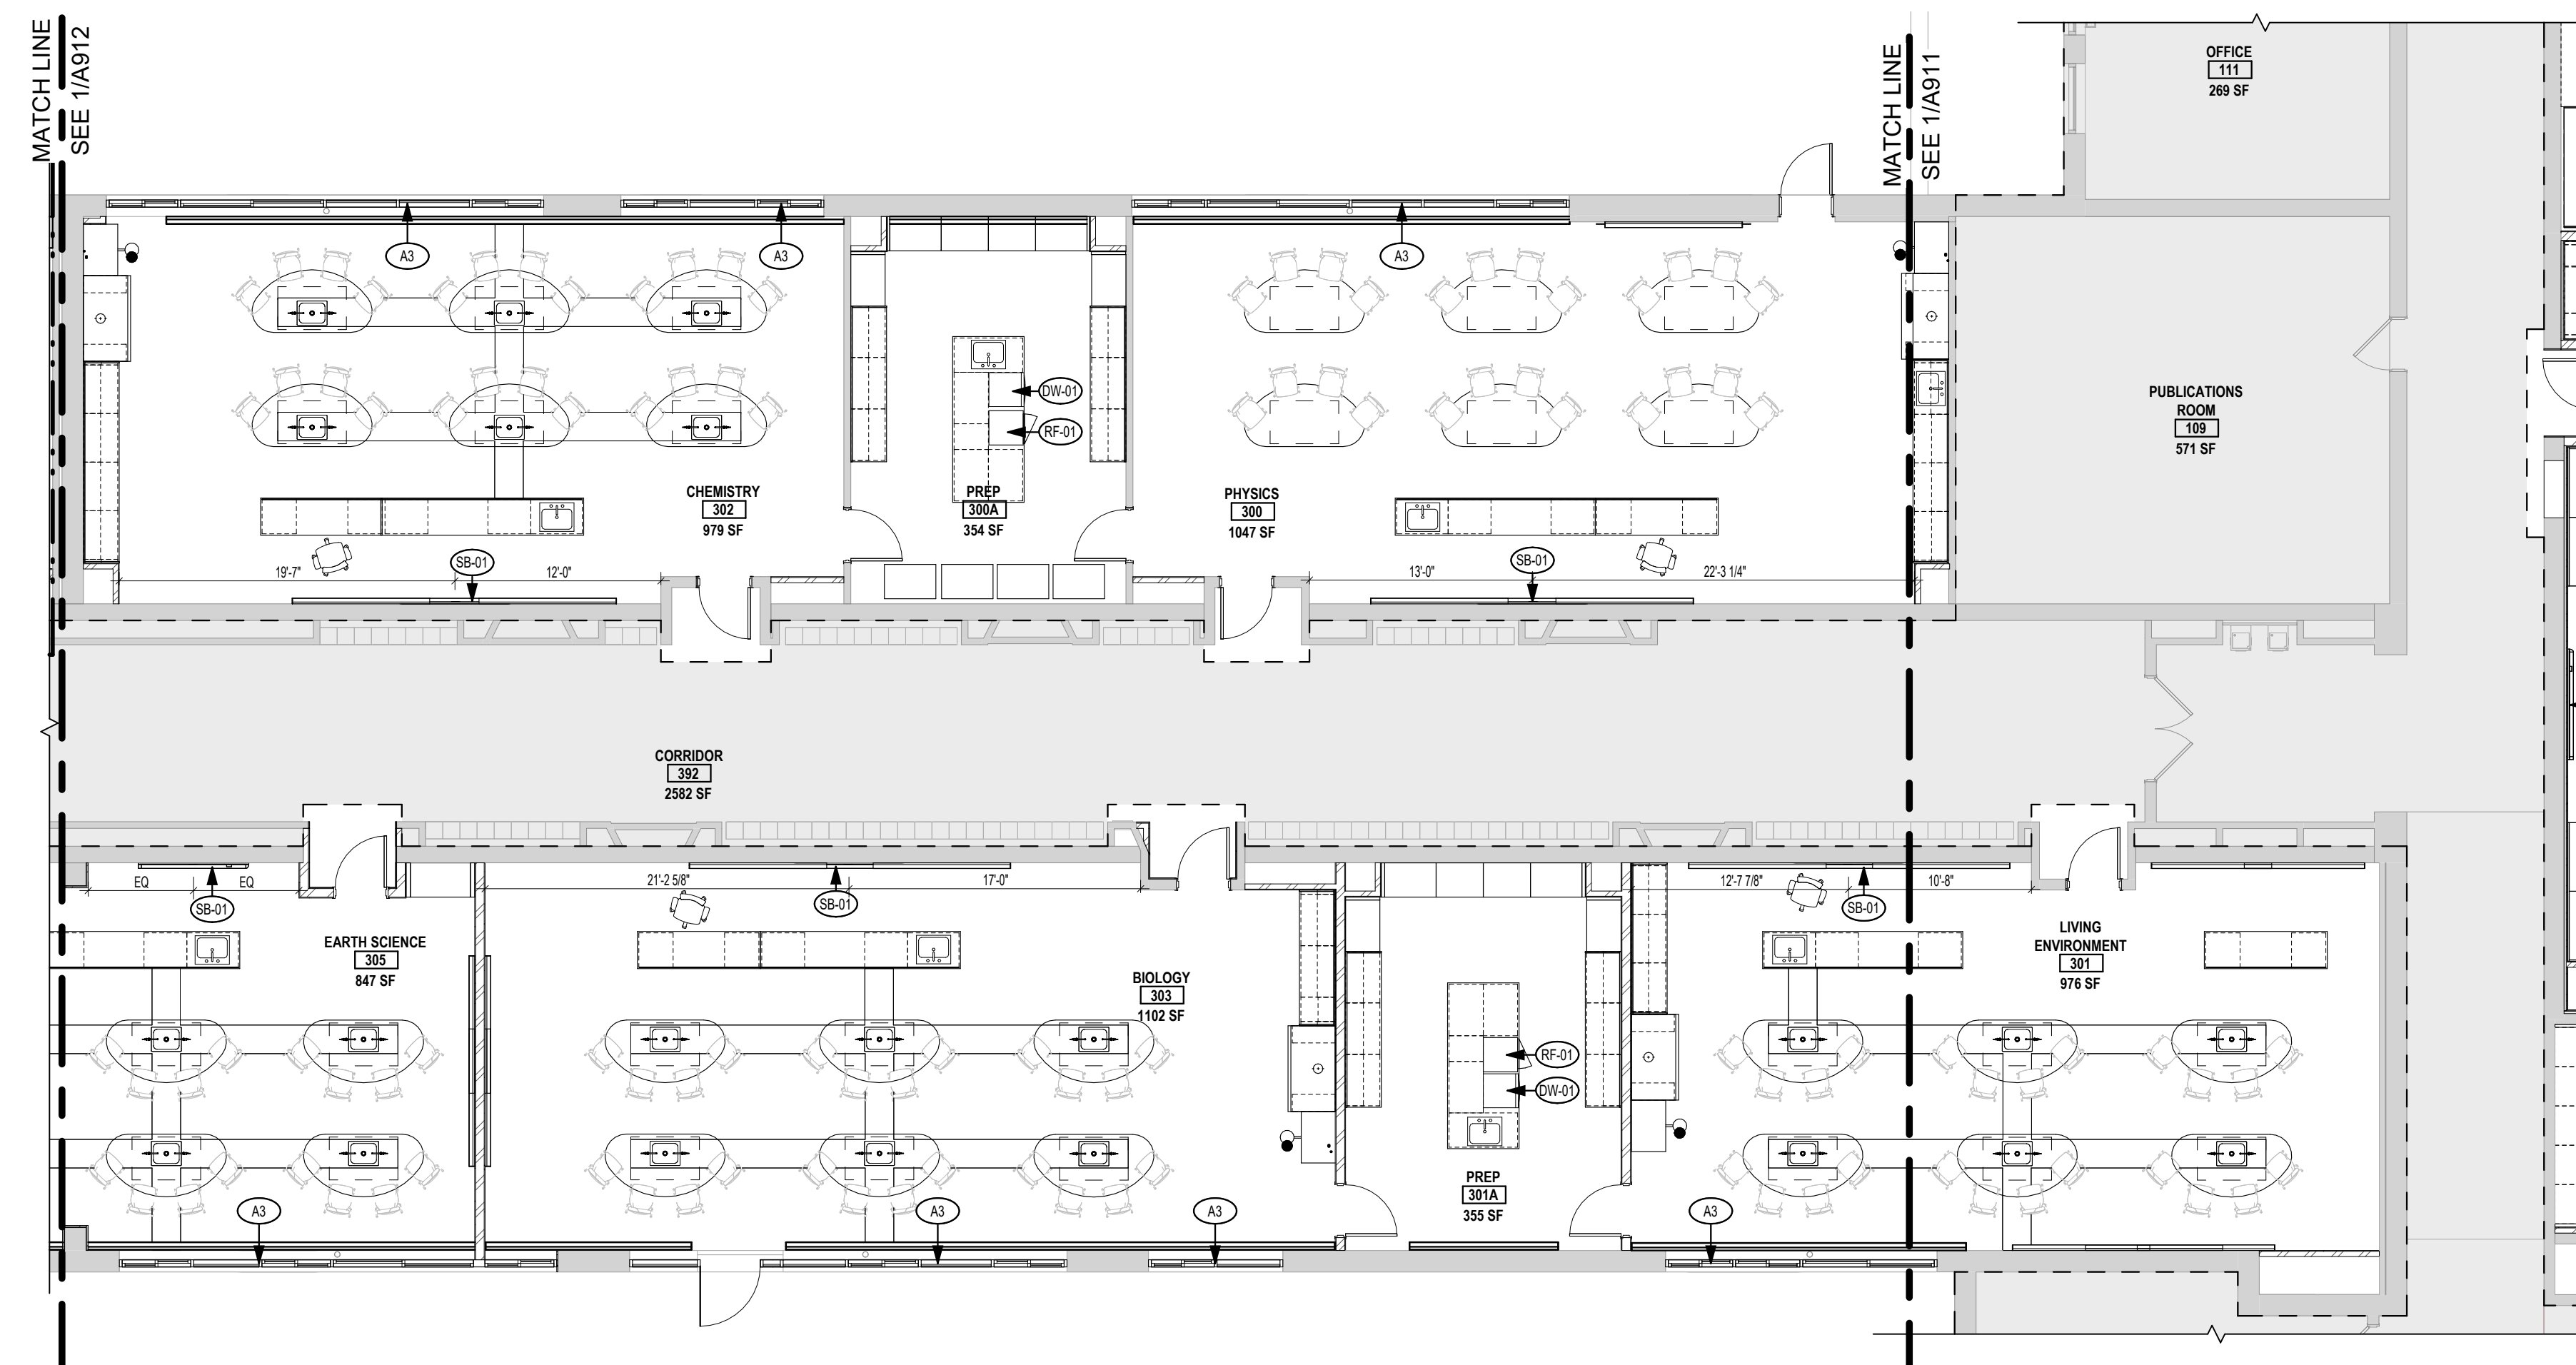 MATCH LINE
SEE 1/A912
MATCH LINE
SEE 1/A911
OFFICE
111
269 SF
A3
A3
A3
DW-01
RF-01
PUBLICATIONS
ROOM
109
571 SF
CHEMISTRY
302
979 SF
PREP
300A
354 SF
PHYSICS
300
1047 SF
SB-01
SB-01
19'-7"
12'-0"
13'-0"
22'-3 1/4"
CORRIDOR
392
2582 SF
EQ
EQ
21'-2 5/8"
17'-0"
12'-7 7/8"
10'-8"
SB-01
SB-01
SB-01
EARTH SCIENCE
305
847 SF
BIOLOGY
303
1102 SF
LIVING
ENVIRONMENT
301
976 SF
RF-01
DW-01
PREP
301A
355 SF
A3
A3
A3
A3